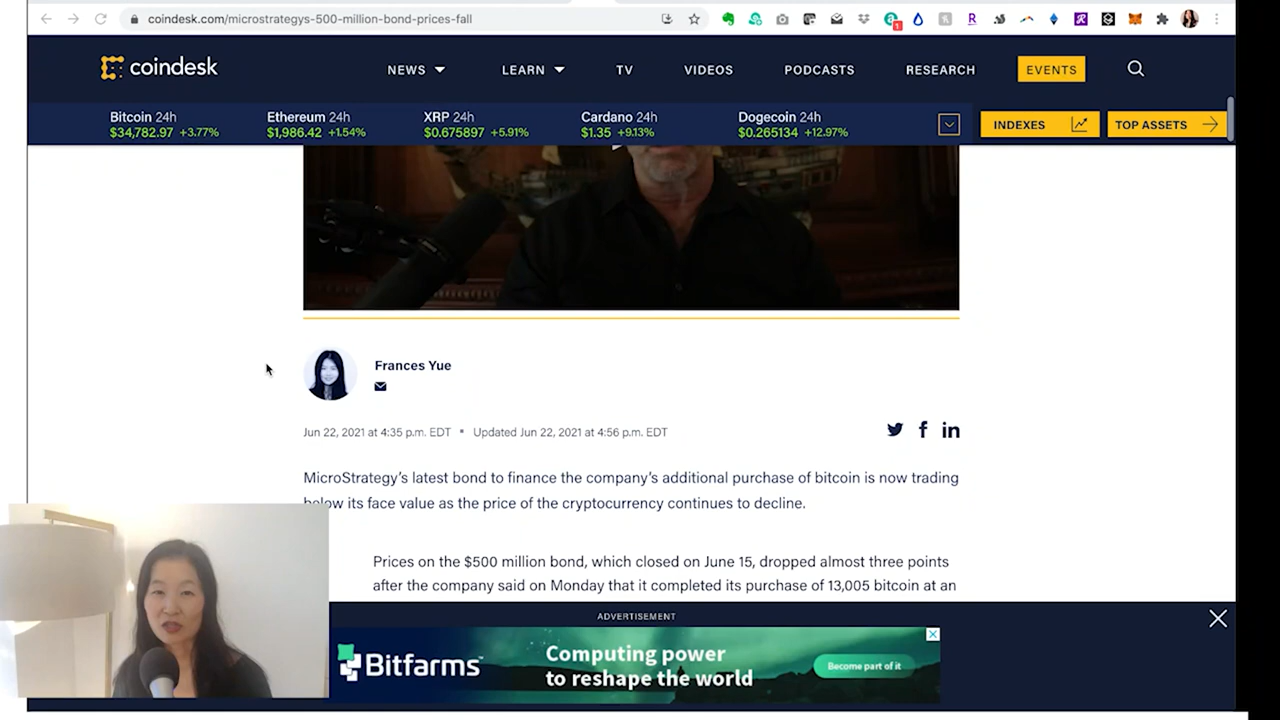 coindesk.com/microstrategys-500-million-bond-prices-fall
1
coindesk
NEWS LEARN TV VIDEOS PODCASTS RESEARCH EVENTS
Bitcoin 24h
$34,782.97 +3.77%
Ethereum 24h
$1,986.42 +1.54%
XRP 24h
$0.675897 +5.91%
Cardano 24h
$1.35 +9.13%
Dogecoin 24h
$0.265134 +12.97%
INDEXES
TOP ASSETS
Frances Yue
Jun 22, 2021 at 4:35 p.m. EDT • Updated Jun 22, 2021 at 4:56 p.m. EDT
MicroStrategy's latest bond to finance the company's additional purchase of bitcoin is now trading
below its face value as the price of the cryptocurrency continues to decline.
Prices on the $500 million bond, which closed on June 15, dropped almost three points
after the company said on Monday that it completed its purchase of 13,005 bitcoin at an
ADVERTISEMENT
Bitfarms
Computing power
to reshape the world
Become part of it